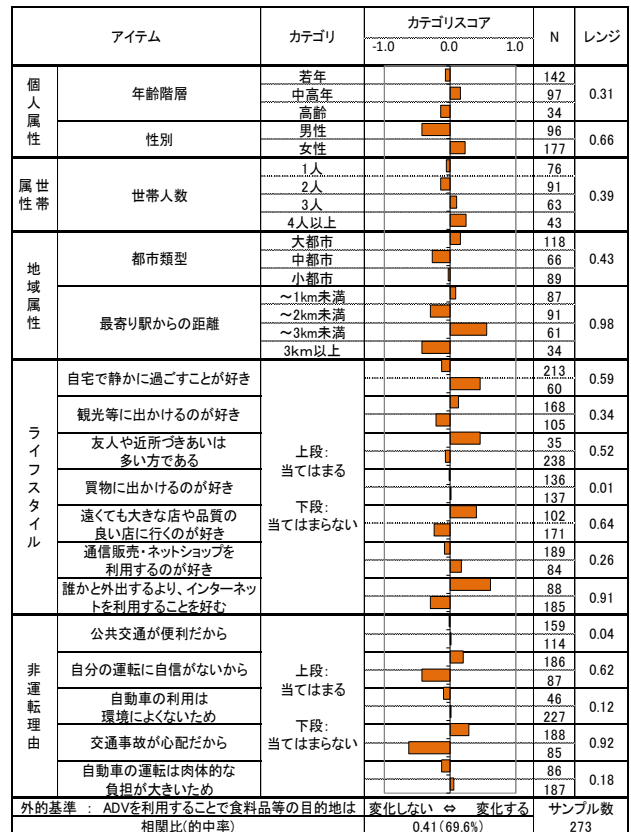 アイテム カテゴリ カテゴリスコア N レンジ
-1.0 0.0 1.0
個人属性 年齢階層 若年 142 0.31
中高年 97
高齢 34
性別 男性 96 0.66
女性 177
属性 世帯 世帯人数 1人 76 0.39
2人 91
3人 63
4人以上 43
地域属性 都市類型 大都市 118 0.43
中都市 66
小都市 89
最寄り駅からの距離 ～1km未満 87 0.98
～2km未満 91
～3km未満 61
3km以上 34
ライフスタイル 上段: 当てはまる 下段: 当てはまらない
自宅で静かに過ごすことが好き 213 0.59
60
観光等に出かけるのが好き 168 0.34
105
友人や近所づきあいは 35 0.52
多い方である 238
買物に出かけるのが好き 136 0.01
137
遠くても大きな店や品質の 102 0.64
良い店に行くのが好き 171
通信販売・ネットショップを 189 0.26
利用するのが好き 84
誰かと外出するより、インターネッ 88 0.91
トを利用することを好む 185
非運転理由 上段: 当てはまる 下段: 当てはまらない
公共交通が便利だから 159 0.04
114
自分の運転に自信がないから 186 0.62
87
自動車の利用は 46 0.12
環境によくないため 227
交通事故が心配だから 188 0.92
85
自動車の運転は肉体的な 86 0.18
負担が大きいため 187
外的基準 : ADVを利用することで食料品等の目的地は 変化しない ⇔ 変化する サンプル数
相関比(的中率) 0.41(69.6%) 273